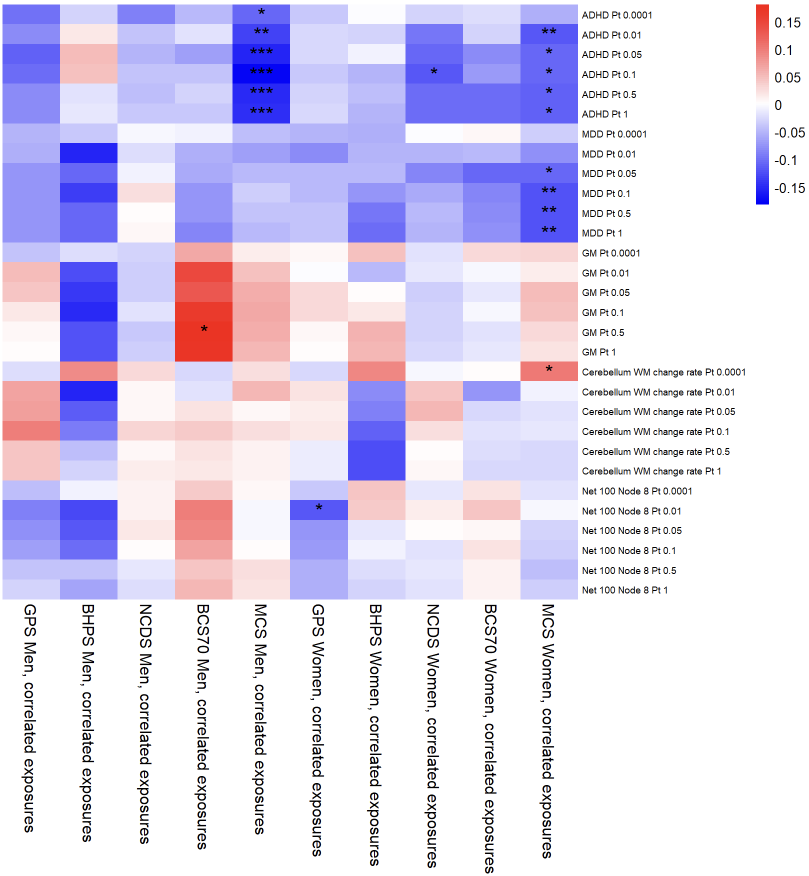 * ADHD Pt 0.0001
** ** ADHD Pt 0.01
*** * ADHD Pt 0.05
*** * * ADHD Pt 0.1
*** * ADHD Pt 0.5
*** * ADHD Pt 1
MDD Pt 0.0001
MDD Pt 0.01
* MDD Pt 0.05
** MDD Pt 0.1
** MDD Pt 0.5
** MDD Pt 1
GM Pt 0.0001
GM Pt 0.01
GM Pt 0.05
GM Pt 0.1
* GM Pt 0.5
GM Pt 1
* Cerebellum WM change rate Pt 0.0001
Cerebellum WM change rate Pt 0.01
Cerebellum WM change rate Pt 0.05
Cerebellum WM change rate Pt 0.1
Cerebellum WM change rate Pt 0.5
Cerebellum WM change rate Pt 1
Net 100 Node 8 Pt 0.0001
* Net 100 Node 8 Pt 0.01
Net 100 Node 8 Pt 0.05
Net 100 Node 8 Pt 0.1
Net 100 Node 8 Pt 0.5
Net 100 Node 8 Pt 1
0.15
0.1
0.05
0
-0.05
-0.1
-0.15
GPS Men, correlated exposures
BHPS Men, correlated exposures
NCDS Men, correlated exposures
BCS70 Men, correlated exposures
MCS Men, correlated exposures
GPS Women, correlated exposures
BHPS Women, correlated exposures
NCDS Women, correlated exposures
BCS70 Women, correlated exposures
MCS Women, correlated exposures